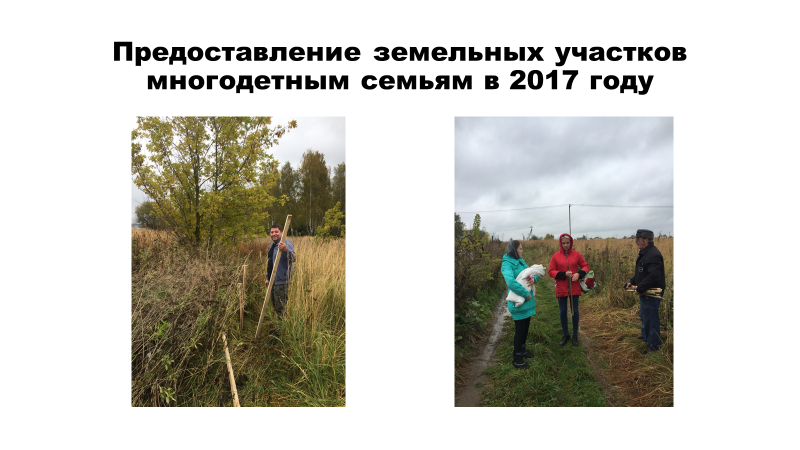 Предоставление земельных участков
многодетным семьям в 2017 году